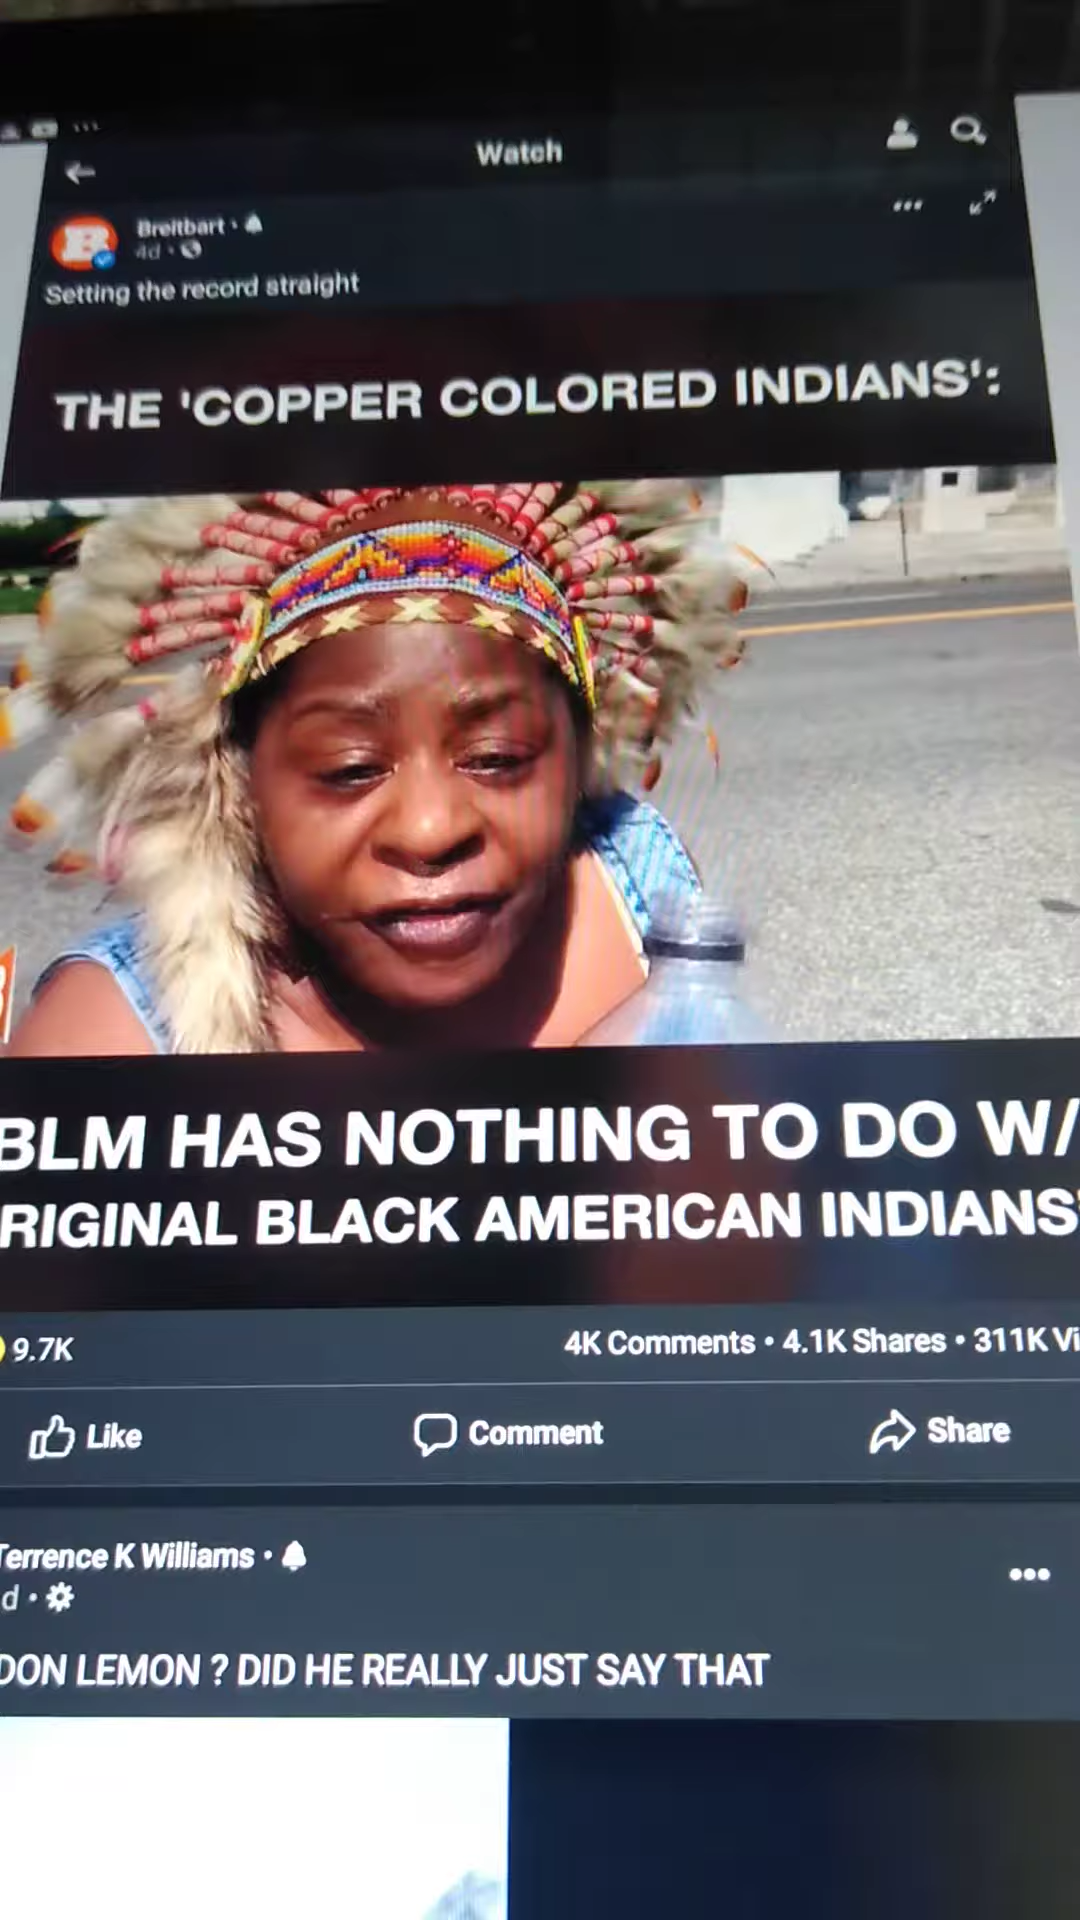 Watch
Breitbart ·
4d ·
Setting the record straight
THE 'COPPER COLORED INDIANS':
BLM HAS NOTHING TO DO W/
RIGINAL BLACK AMERICAN INDIANS'
9.7K
4K Comments • 4.1K Shares • 311K Vi
Like
Comment
Share
Terrence K Williams ·
d ·
DON LEMON ? DID HE REALLY JUST SAY THAT